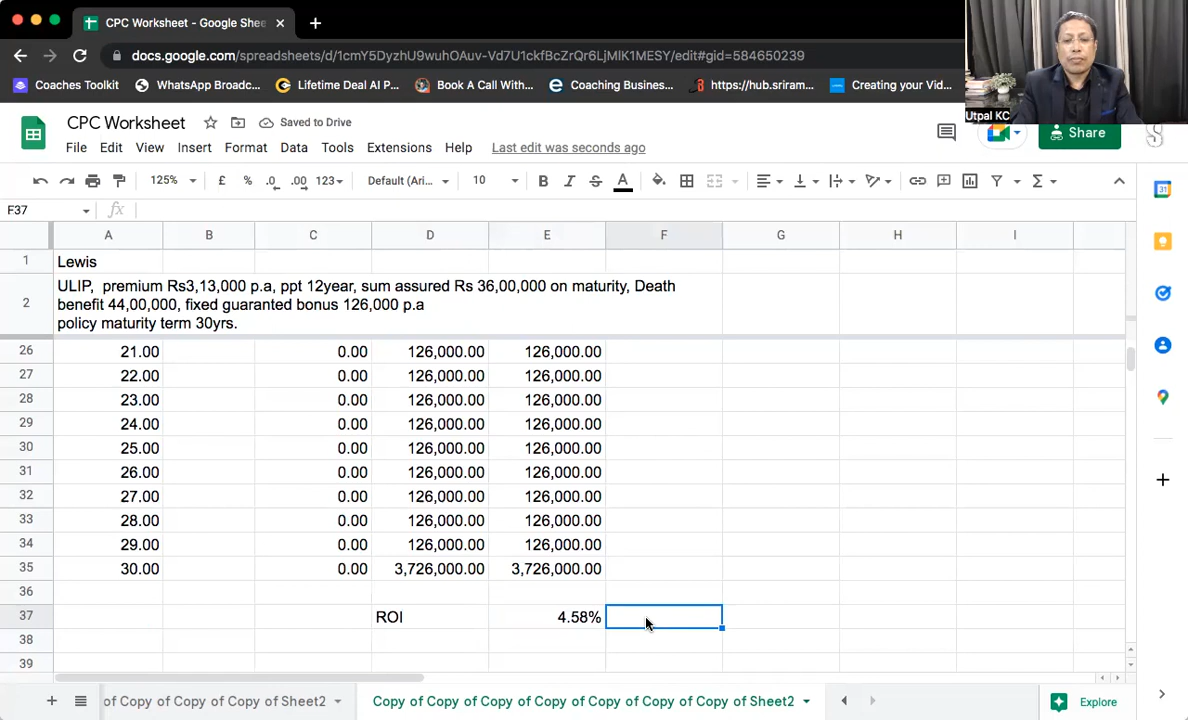 CPC Worksheet - Google Shee
docs.google.com/spreadsheets/d/1cmY5DyzhU9wuhOAuv-Vd7U1ckfBcZrQr6LjMlK1MESY/edit#gid=584650239
Coaches Toolkit WhatsApp Broadc... Lifetime Deal AI P... Book A Call With... Coaching Busines... https://hub.sriram... Creating your Vid...
Utpal KC
CPC Worksheet Saved to Drive
Share
File Edit View Insert Format Data Tools Extensions Help Last edit was seconds ago
125% £ % .0 .00 123 Default (Ari... 10 B I S A
31
F37 fx
A B C D E F G H I
1 Lewis
2 ULIP, premium Rs3,13,000 p.a, ppt 12year, sum assured Rs 36,00,000 on maturity, Death
benefit 44,00,000, fixed guaranted bonus 126,000 p.a
policy maturity term 30yrs.
26 21.00 0.00 126,000.00 126,000.00
27 22.00 0.00 126,000.00 126,000.00
28 23.00 0.00 126,000.00 126,000.00
29 24.00 0.00 126,000.00 126,000.00
30 25.00 0.00 126,000.00 126,000.00
31 26.00 0.00 126,000.00 126,000.00
32 27.00 0.00 126,000.00 126,000.00
33 28.00 0.00 126,000.00 126,000.00
34 29.00 0.00 126,000.00 126,000.00
35 30.00 0.00 3,726,000.00 3,726,000.00
36
37 ROI 4.58%
38
39
of Copy of Copy of Copy of Sheet2 Copy of Copy of Copy of Copy of Copy of Copy of Copy of Sheet2 Explore